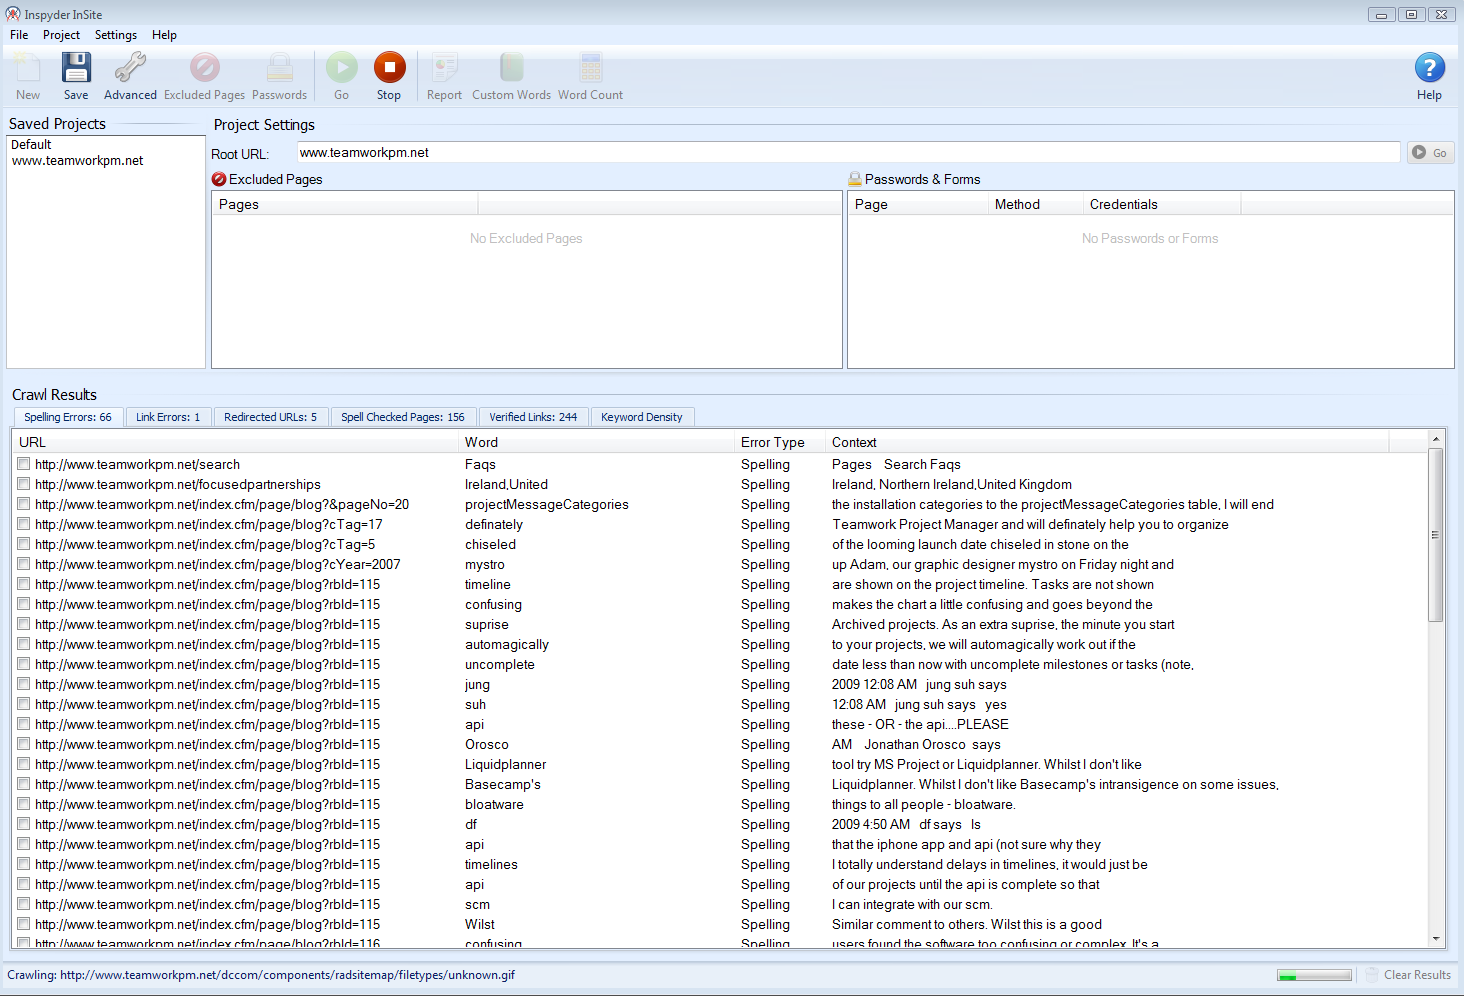 Inspyder InSite
File Project Settings Help
New Save Advanced Excluded Pages Passwords Go Stop Report Custom Words Word Count Help
Saved Projects
Default
www.teamworkpm.net
Project Settings
Root URL: www.teamworkpm.net Go
Excluded Pages
Pages
No Excluded Pages
Passwords & Forms
Page Method Credentials
No Passwords or Forms
Crawl Results
Spelling Errors: 66 Link Errors: 1 Redirected URLs: 5 Spell Checked Pages: 156 Verified Links: 244 Keyword Density
URL Word Error Type Context
http://www.teamworkpm.net/search Faqs Spelling Pages Search Faqs
http://www.teamworkpm.net/focusedpartnerships Ireland,United Spelling Ireland, Northern Ireland,United Kingdom
http://www.teamworkpm.net/index.cfm/page/blog?&pageNo=20 projectMessageCategories Spelling the installation categories to the projectMessageCategories table, I will end
http://www.teamworkpm.net/index.cfm/page/blog?cTag=17 definately Spelling Teamwork Project Manager and will definately help you to organize
http://www.teamworkpm.net/index.cfm/page/blog?cTag=5 chiseled Spelling of the looming launch date chiseled in stone on the
http://www.teamworkpm.net/index.cfm/page/blog?cYear=2007 mystro Spelling up Adam, our graphic designer mystro on Friday night and
http://www.teamworkpm.net/index.cfm/page/blog?rbId=115 timeline Spelling are shown on the project timeline. Tasks are not shown
http://www.teamworkpm.net/index.cfm/page/blog?rbId=115 confusing Spelling makes the chart a little confusing and goes beyond the
http://www.teamworkpm.net/index.cfm/page/blog?rbId=115 suprise Spelling Archived projects. As an extra suprise, the minute you start
http://www.teamworkpm.net/index.cfm/page/blog?rbId=115 automagically Spelling to your projects, we will automagically work out if the
http://www.teamworkpm.net/index.cfm/page/blog?rbId=115 uncomplete Spelling date less than now with uncomplete milestones or tasks (note,
http://www.teamworkpm.net/index.cfm/page/blog?rbId=115 jung Spelling 2009 12:08 AM jung suh says
http://www.teamworkpm.net/index.cfm/page/blog?rbId=115 suh Spelling 12:08 AM jung suh says yes
http://www.teamworkpm.net/index.cfm/page/blog?rbId=115 api Spelling these - OR - the api....PLEASE
http://www.teamworkpm.net/index.cfm/page/blog?rbId=115 Orosco Spelling AM Jonathan Orosco says
http://www.teamworkpm.net/index.cfm/page/blog?rbId=115 Liquidplanner Spelling tool try MS Project or Liquidplanner. Whilst I don't like
http://www.teamworkpm.net/index.cfm/page/blog?rbId=115 Basecamp's Spelling Liquidplanner. Whilst I don't like Basecamp's intransigence on some issues,
http://www.teamworkpm.net/index.cfm/page/blog?rbId=115 bloatware Spelling things to all people - bloatware.
http://www.teamworkpm.net/index.cfm/page/blog?rbId=115 df Spelling 2009 4:50 AM df says Is
http://www.teamworkpm.net/index.cfm/page/blog?rbId=115 api Spelling that the iphone app and api (not sure why they
http://www.teamworkpm.net/index.cfm/page/blog?rbId=115 timelines Spelling I totally understand delays in timelines, it would just be
http://www.teamworkpm.net/index.cfm/page/blog?rbId=115 api Spelling of our projects until the api is complete so that
http://www.teamworkpm.net/index.cfm/page/blog?rbId=115 scm Spelling I can integrate with our scm.
http://www.teamworkpm.net/index.cfm/page/blog?rbId=115 Wilst Spelling Similar comment to others. Wilst this is a good
http://www.teamworkpm.net/index.cfm/page/blog?rbId=116 confusing Spelling users found the software too confusing or complex. It's a
Crawling: http://www.teamworkpm.net/dccom/components/radsitemap/filetypes/unknown.gif Clear Results